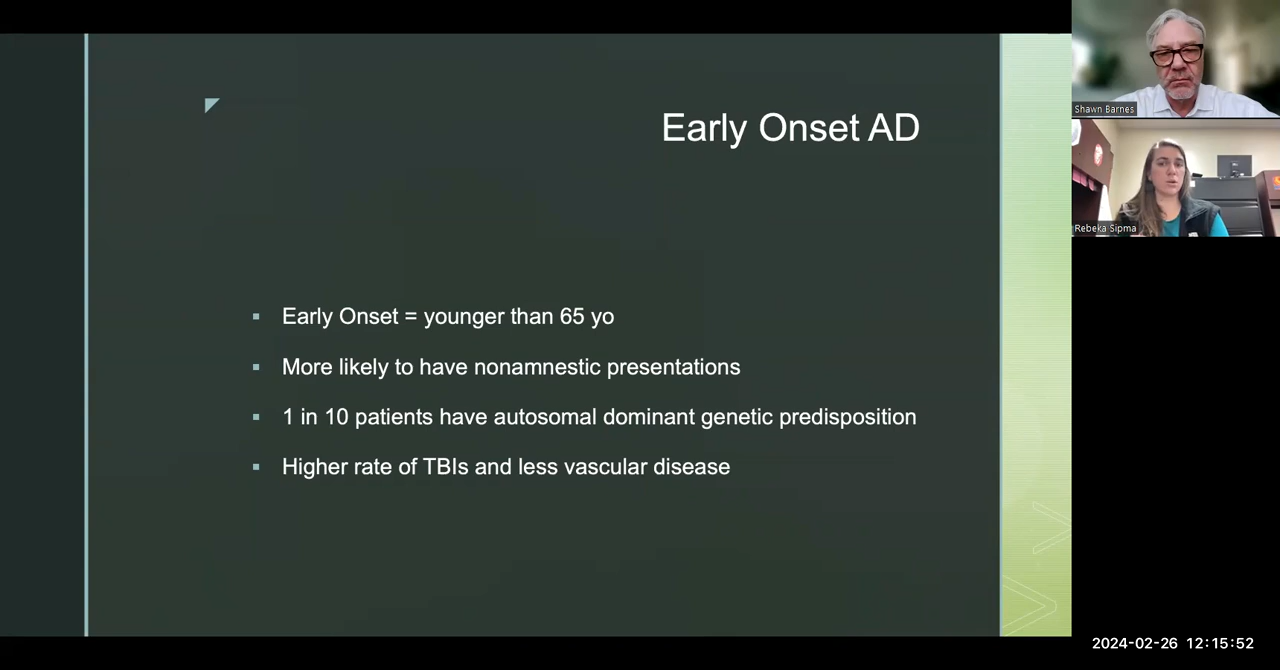 Early Onset AD
Early Onset = younger than 65 yo
More likely to have nonamnestic presentations
1 in 10 patients have autosomal dominant genetic predisposition
Higher rate of TBIs and less vascular disease
Shawn Barnes
Rebeka Sipma
2024-02-26 12:15:52